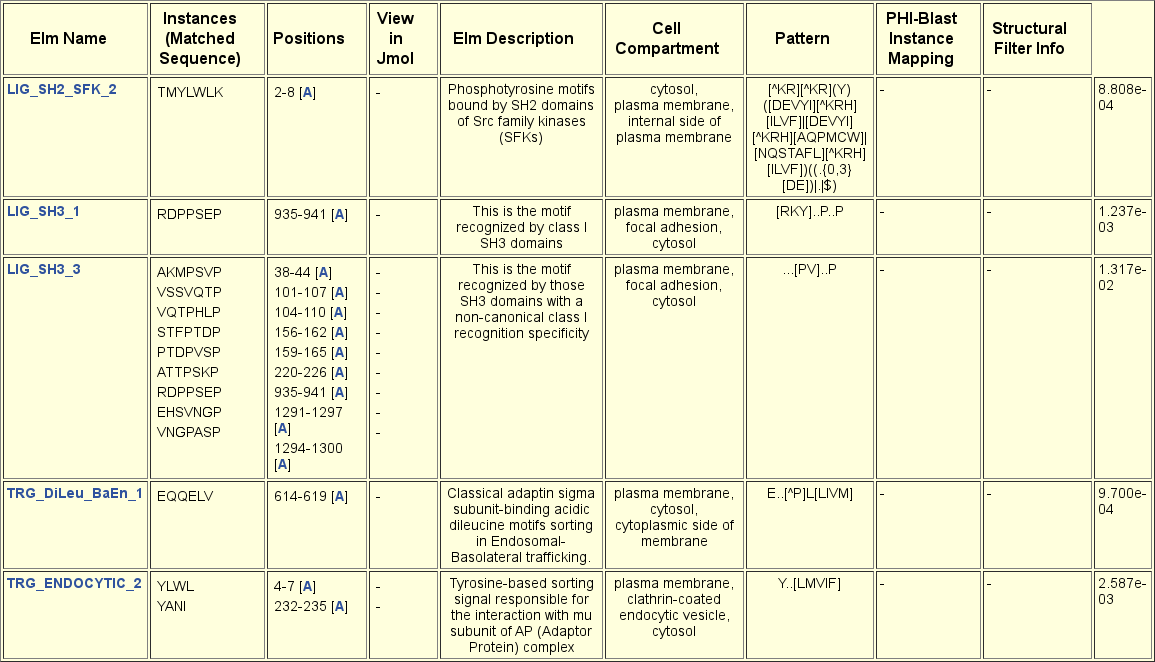 Elm Name
Instances
(Matched
Sequence)
Positions
View
in
Jmol
Elm Description
Cell
Compartment
Pattern
PHI-Blast
Instance
Mapping
Structural
Filter Info
LIG_SH2_SFK_2
TMYLWLK
2-8 [A]
-
Phosphotyrosine motifs
bound by SH2 domains
of Src family kinases
(SFKs)
cytosol,
plasma membrane,
internal side of
plasma membrane
[^KR][^KR](Y)
([DEVYI][^KRH]
[ILVF]|[DEVYI]
[^KRH][AQPMCW]|
[NQSTAFL][^KRH]
[ILVF])((.{0,3}
[DE])|.|$)
-
-
8.808e-
04
LIG_SH3_1
RDPPSEP
935-941 [A]
-
This is the motif
recognized by class I
SH3 domains
plasma membrane,
focal adhesion,
cytosol
[RKY]..P..P
-
-
1.237e-
03
LIG_SH3_3
AKMPSVP
VSSVQTP
VQTPHLP
STFPTDP
PTDPVSP
ATTPSKP
RDPPSEP
EHSVNGP
VNGPASP
38-44 [A]
101-107 [A]
104-110 [A]
156-162 [A]
159-165 [A]
220-226 [A]
935-941 [A]
1291-1297
[A]
1294-1300
[A]
-
-
-
-
-
-
-
-
-
This is the motif
recognized by those
SH3 domains with a
non-canonical class I
recognition specificity
plasma membrane,
focal adhesion,
cytosol
...[PV]..P
-
-
1.317e-
02
TRG_DiLeu_BaEn_1
EQQELV
614-619 [A]
-
Classical adaptin sigma
subunit-binding acidic
dileucine motifs sorting
in Endosomal-
Basolateral trafficking.
plasma membrane,
cytosol,
cytoplasmic side of
membrane
E..[^P]L[LIVM]
-
-
9.700e-
04
TRG_ENDOCYTIC_2
YLWL
YANI
4-7 [A]
232-235 [A]
-
-
Tyrosine-based sorting
signal responsible for
the interaction with mu
subunit of AP (Adaptor
Protein) complex
plasma membrane,
clathrin-coated
endocytic vesicle,
cytosol
Y..[LMVIF]
-
-
2.587e-
03